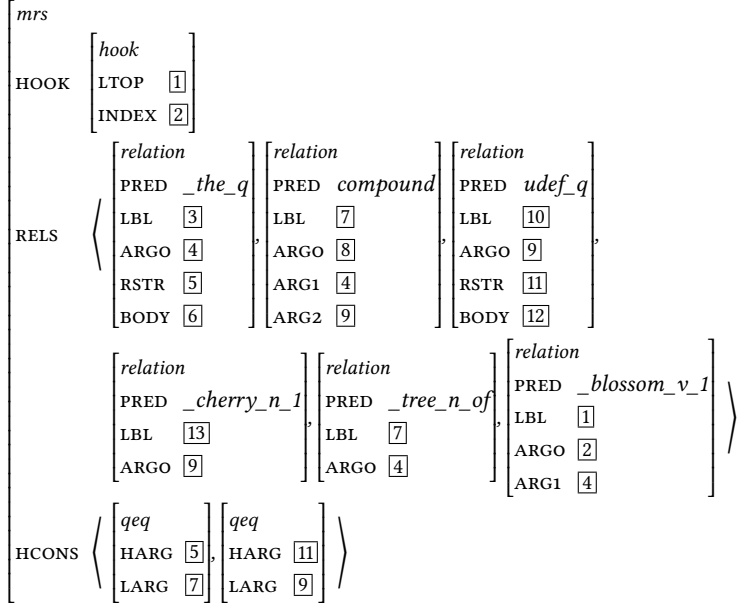 mrs
HOOK hook
LTOP 1
INDEX 2
RELS relation
PRED _the_q
LBL 3
ARG0 4
RSTR 5
BODY 6
,
relation
PRED compound
LBL 7
ARG0 8
ARG1 4
ARG2 9
,
relation
PRED udef_q
LBL 10
ARG0 9
RSTR 11
BODY 12
,
relation
PRED _cherry_n_1
LBL 13
ARG0 9
,
relation
PRED _tree_n_of
LBL 7
ARG0 4
,
relation
PRED _blossom_v_1
LBL 1
ARG0 2
ARG1 4
HCONS qeq
HARG 5
LARG 7
,
qeq
HARG 11
LARG 9